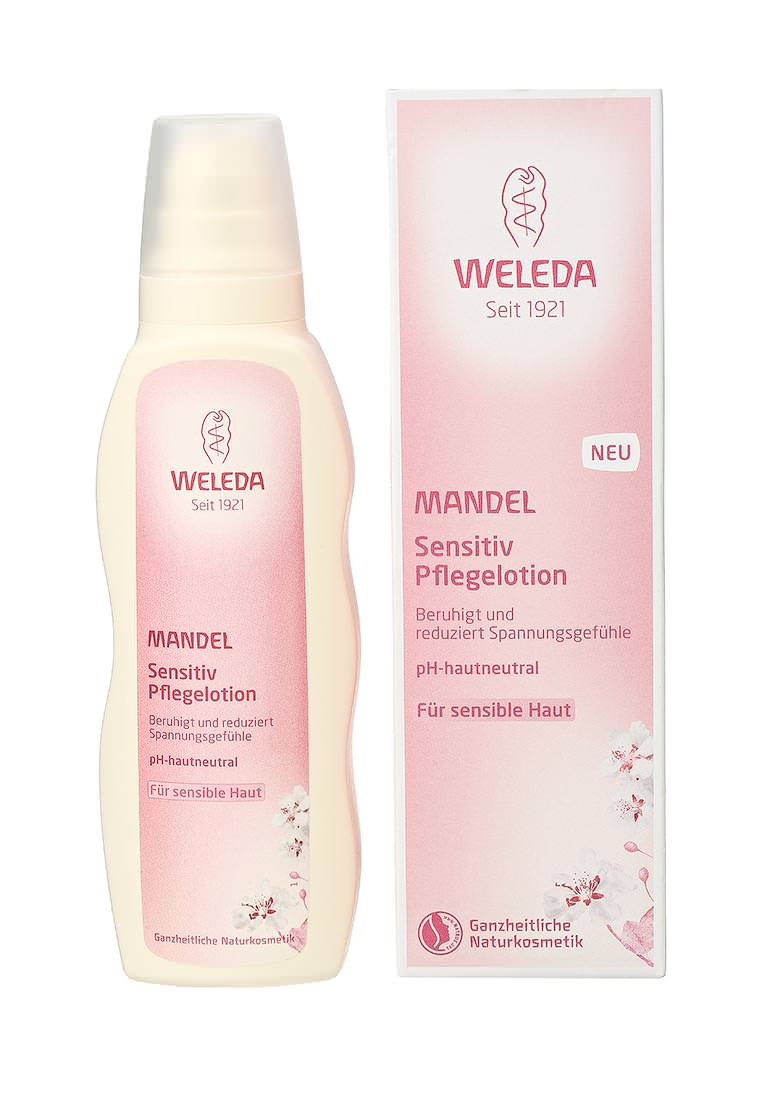 WELEDA
Seit 1921
MANDEL
Sensitiv
Pflegelotion
Beruhigt und reduziert
Spannungsgefühle
pH-hautneutral
Für sensible Haut
Ganzheitliche Naturkosmetik
WELEDA
Seit 1921
NEU
MANDEL
Sensitiv
Pflegelotion
Beruhigt und
reduziert Spannungsgefühle
pH-hautneutral
Für sensible Haut
Ganzheitliche
Naturkosmetik